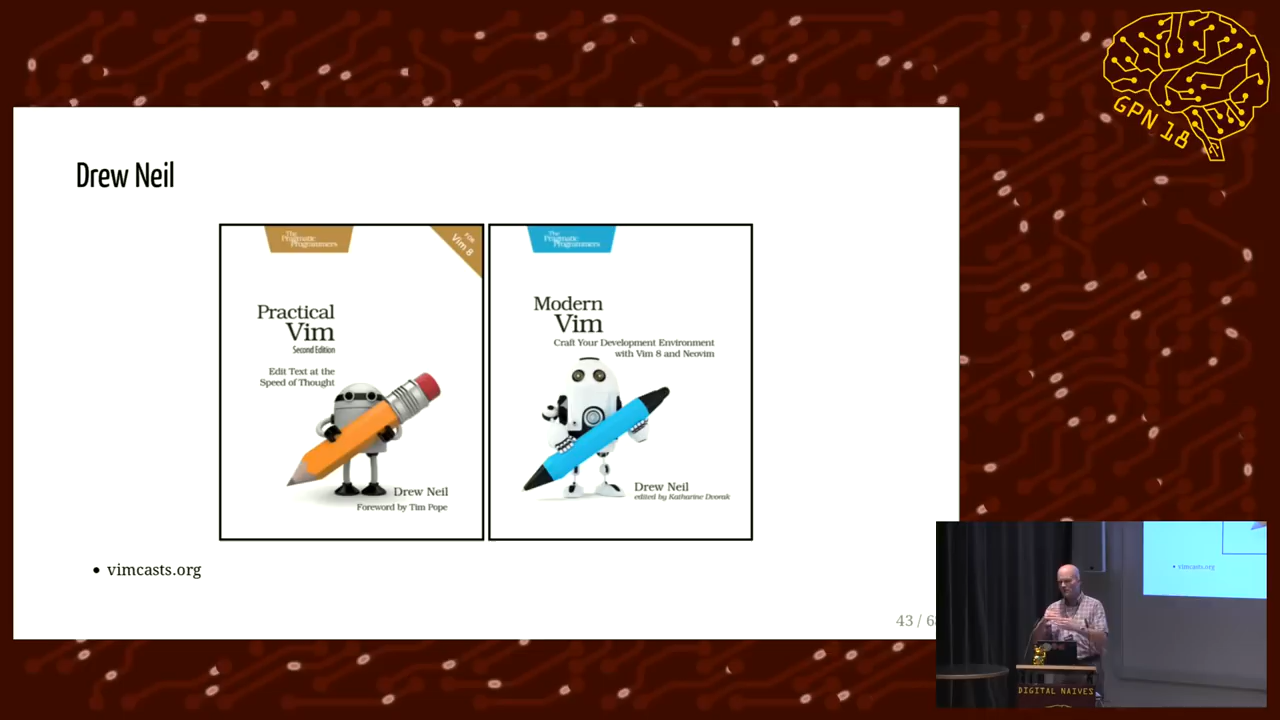 GPN 18
Drew Neil
The
Pragmatic
Programmers
FOR
Vim 8
Practical
Vim
Second Edition
Edit Text at the
Speed of Thought
Drew Neil
Foreword by Tim Pope
The
Pragmatic
Programmers
Modern
Vim
Craft Your Development Environment
with Vim 8 and Neovim
Drew Neil
edited by Katharine Dvorak
• vimcasts.org
43 / 6
• vimcasts.org
DIGITAL NAIVES